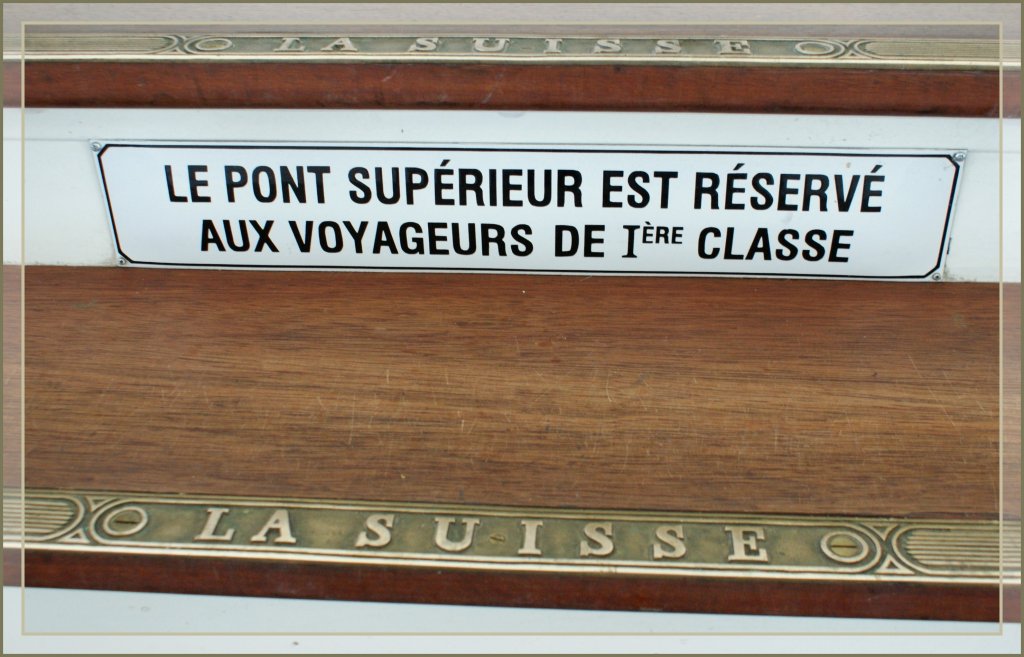 LA SUISSE
LE PONT SUPÉRIEUR EST RÉSERVÉ
AUX VOYAGEURS DE IÈRE CLASSE
LA SUISSE